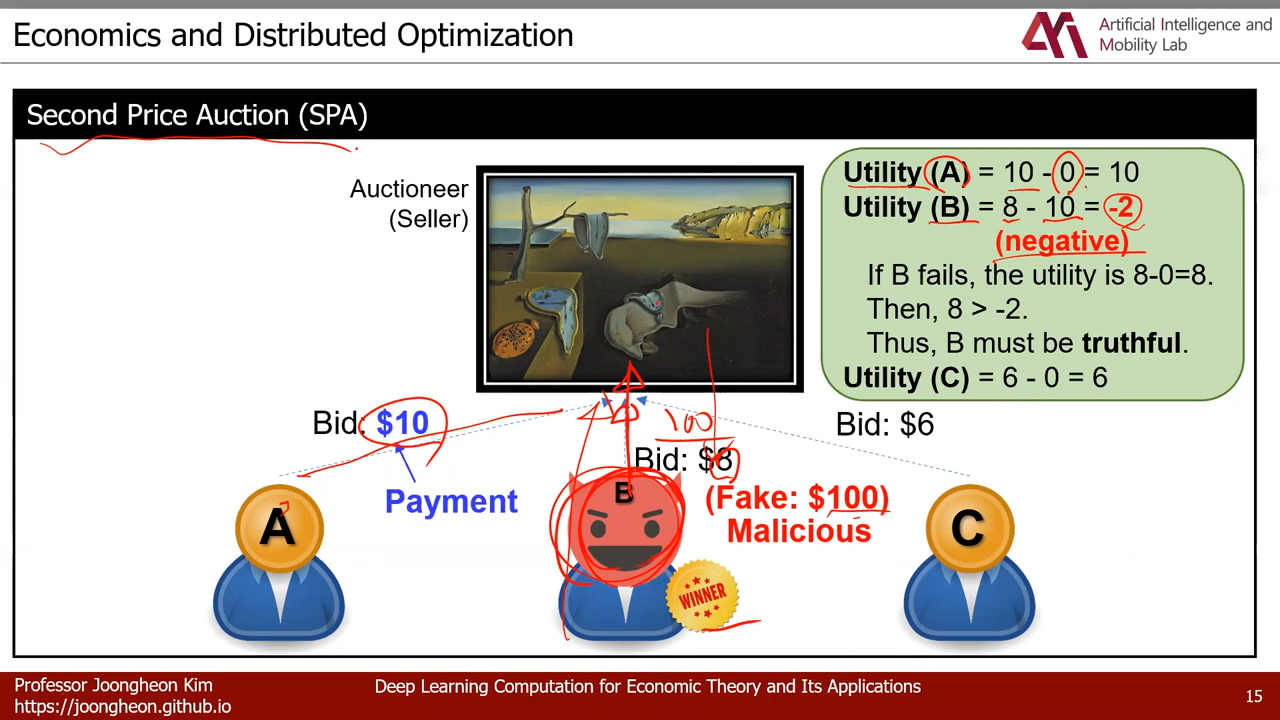 Economics and Distributed Optimization
Artificial Intelligence and
Mobility Lab
Second Price Auction (SPA)
Auctioneer
(Seller)
Utility (A) = 10 - 0 = 10
Utility (B) = 8 - 10 = -2
(negative)
If B fails, the utility is 8-0=8.
Then, 8 > -2.
Thus, B must be truthful.
Utility (C) = 6 - 0 = 6
Bid: $10
100
Bid: $6
Bid: $8
Payment
(Fake: $100)
Malicious
A
B
C
WINNER
Professor Joongheon Kim
https://joongheon.github.io
Deep Learning Computation for Economic Theory and Its Applications
15